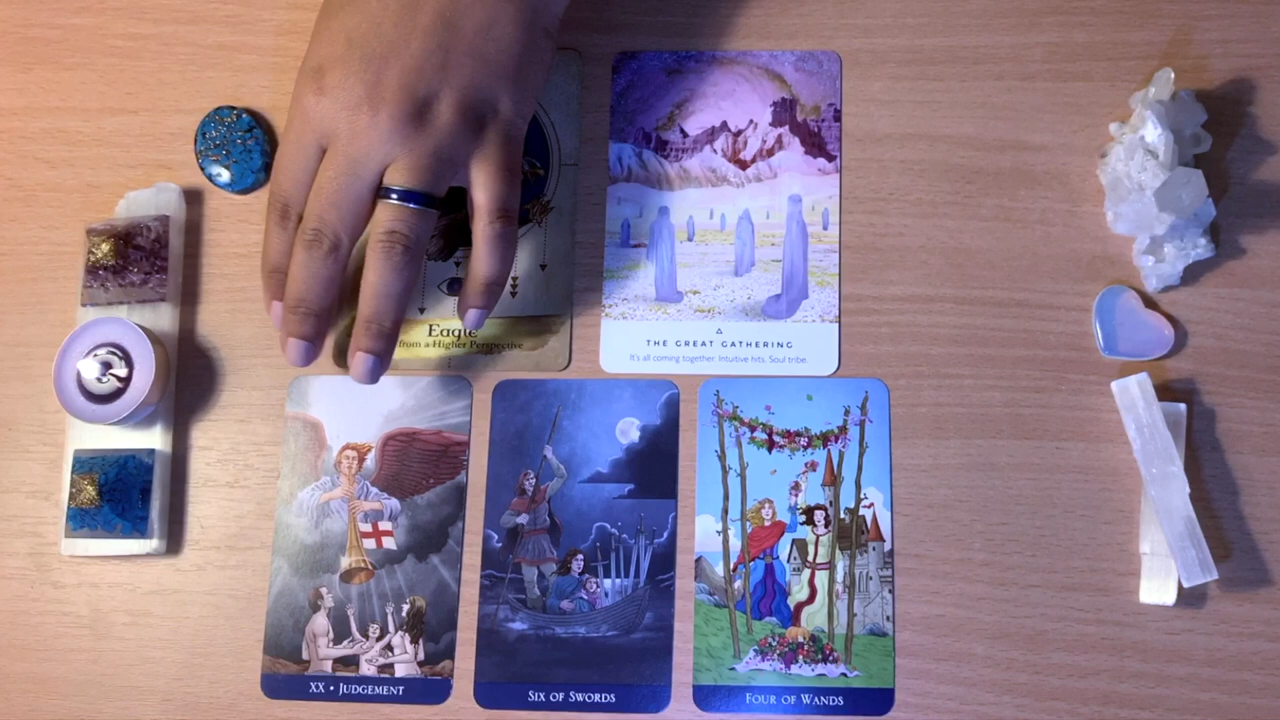 Eagle
from a Higher Perspective
THE GREAT GATHERING
It's all coming together. Intuitive hits. Soul tribe.
XX • JUDGEMENT
SIX OF SWORDS
FOUR OF WANDS